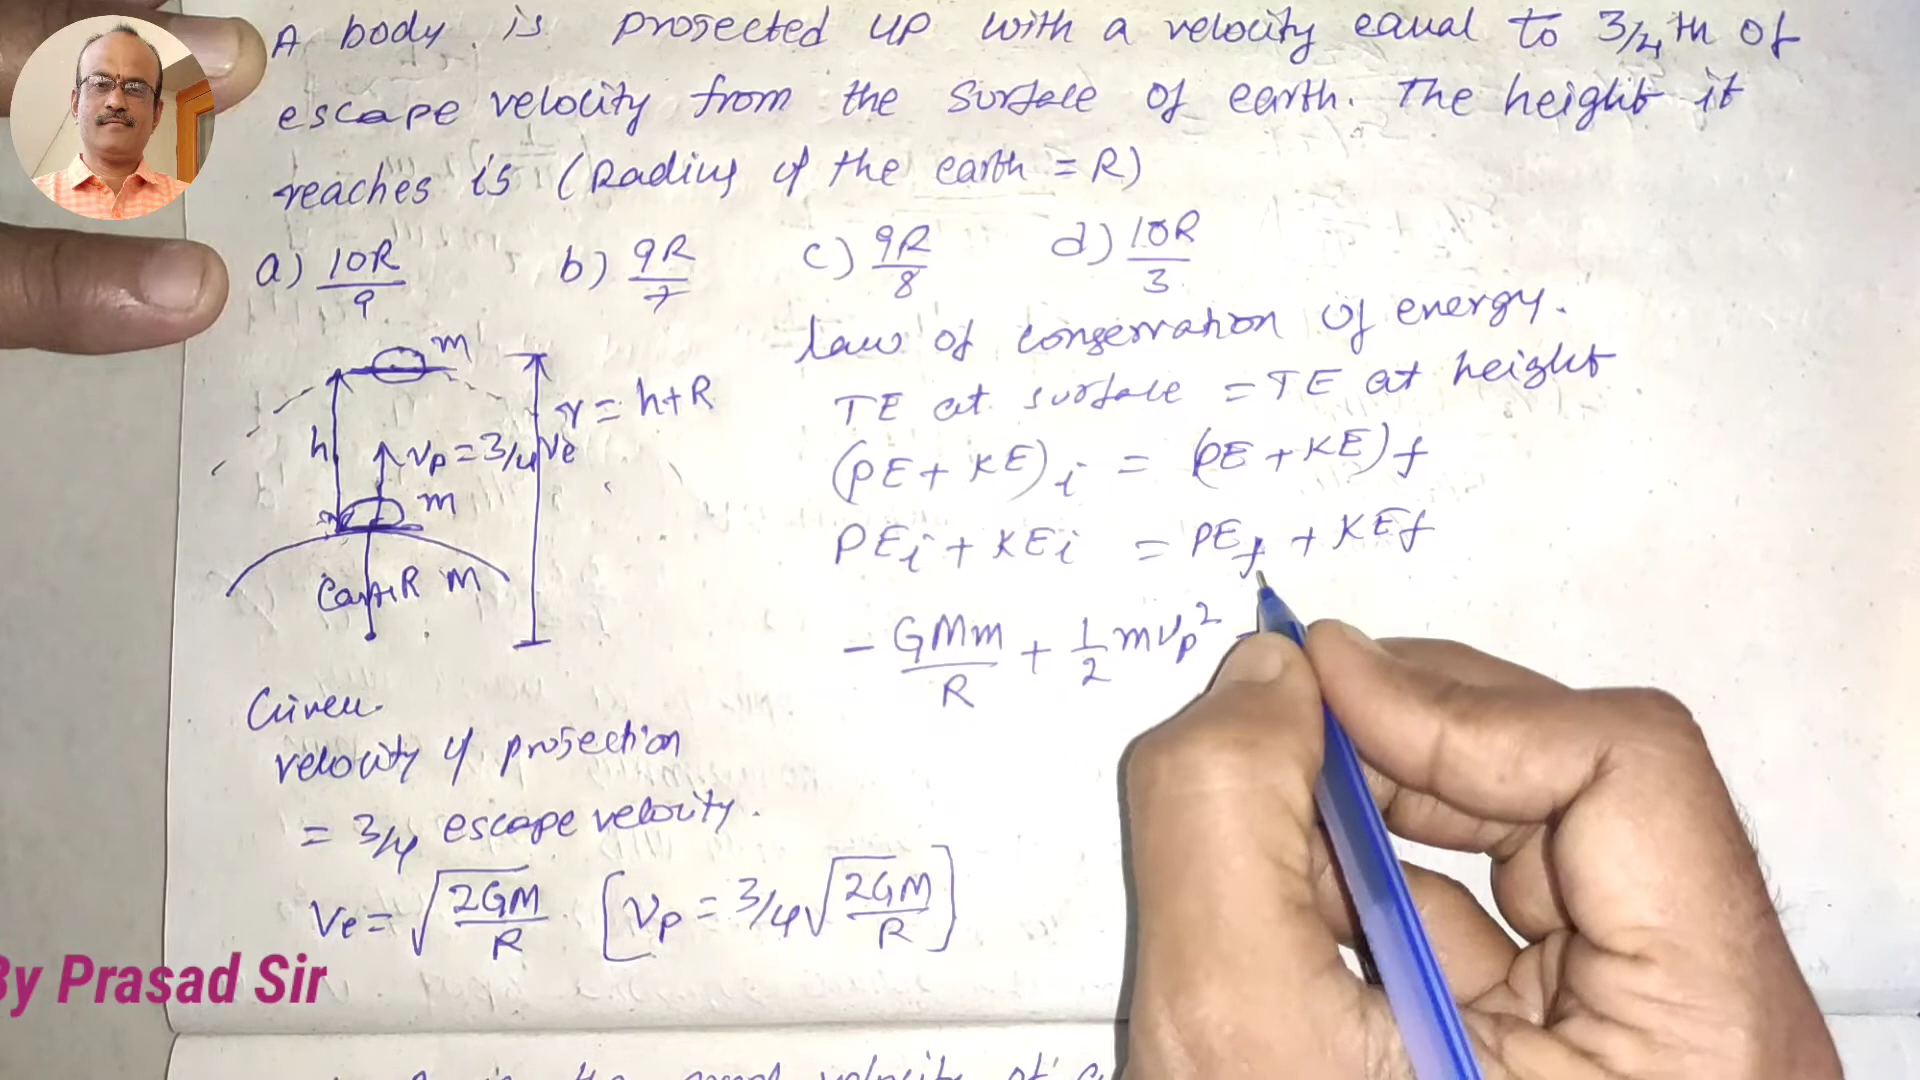 A body is projected up with a velocity equal to 3/4 th of
escape velocity from the surface of earth. The height it
reaches is (Radius of the earth = R)
a) 10R/9 b) 9R/7 c) 9R/8 d) 10R/3
law of conservation of energy.
TE at surface = TE at height
(PE + KE)i = (PE + KE)f
PEi + KEi = PEf + KEf
- GMm/R + 1/2 mvp²
m
r = h+R
h
vp = 3/4 Ve
m
R M
Given.
velocity of projection
= 3/4 escape velocity.
Ve = √2GM/R [vp = 3/4 √2GM/R]
By Prasad Sir